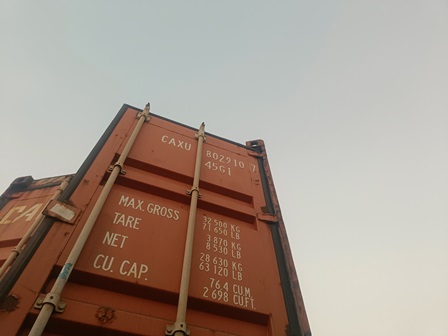 CAXU 802910 7
45G1
MAX. GROSS 32 500 KG
71 650 LB
TARE 3 870 KG
8 530 LB
NET 28 630 KG
63 120 LB
CU. CAP. 76.4 CU.M.
2 698 CU.FT
CA